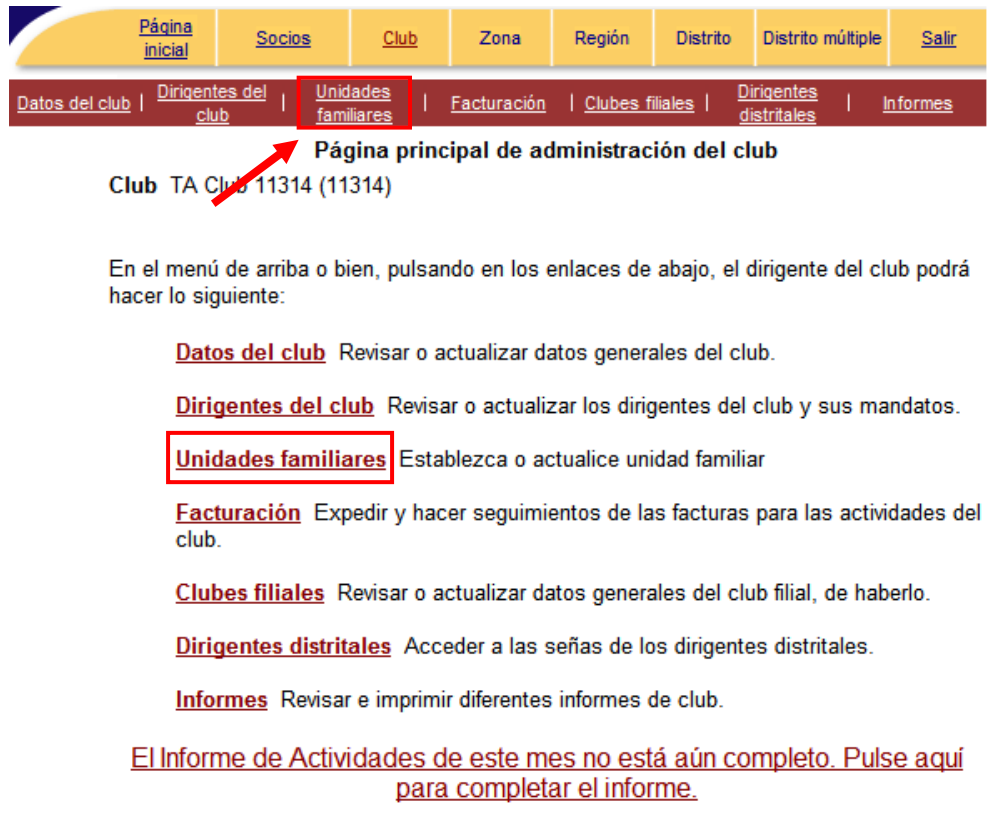 Página inicial Socios Club Zona Región Distrito Distrito múltiple Salir
Datos del club | Dirigentes del club | Unidades familiares | Facturación | Clubes filiales | Dirigentes distritales | Informes
Página principal de administración del club
Club TA Club 11314 (11314)
En el menú de arriba o bien, pulsando en los enlaces de abajo, el dirigente del club podrá
hacer lo siguiente:
Datos del club Revisar o actualizar datos generales del club.
Dirigentes del club Revisar o actualizar los dirigentes del club y sus mandatos.
Unidades familiares Establezca o actualice unidad familiar
Facturación Expedir y hacer seguimientos de las facturas para las actividades del
club.
Clubes filiales Revisar o actualizar datos generales del club filial, de haberlo.
Dirigentes distritales Acceder a las señas de los dirigentes distritales.
Informes Revisar e imprimir diferentes informes de club.
El Informe de Actividades de este mes no está aún completo. Pulse aquí
para completar el informe.